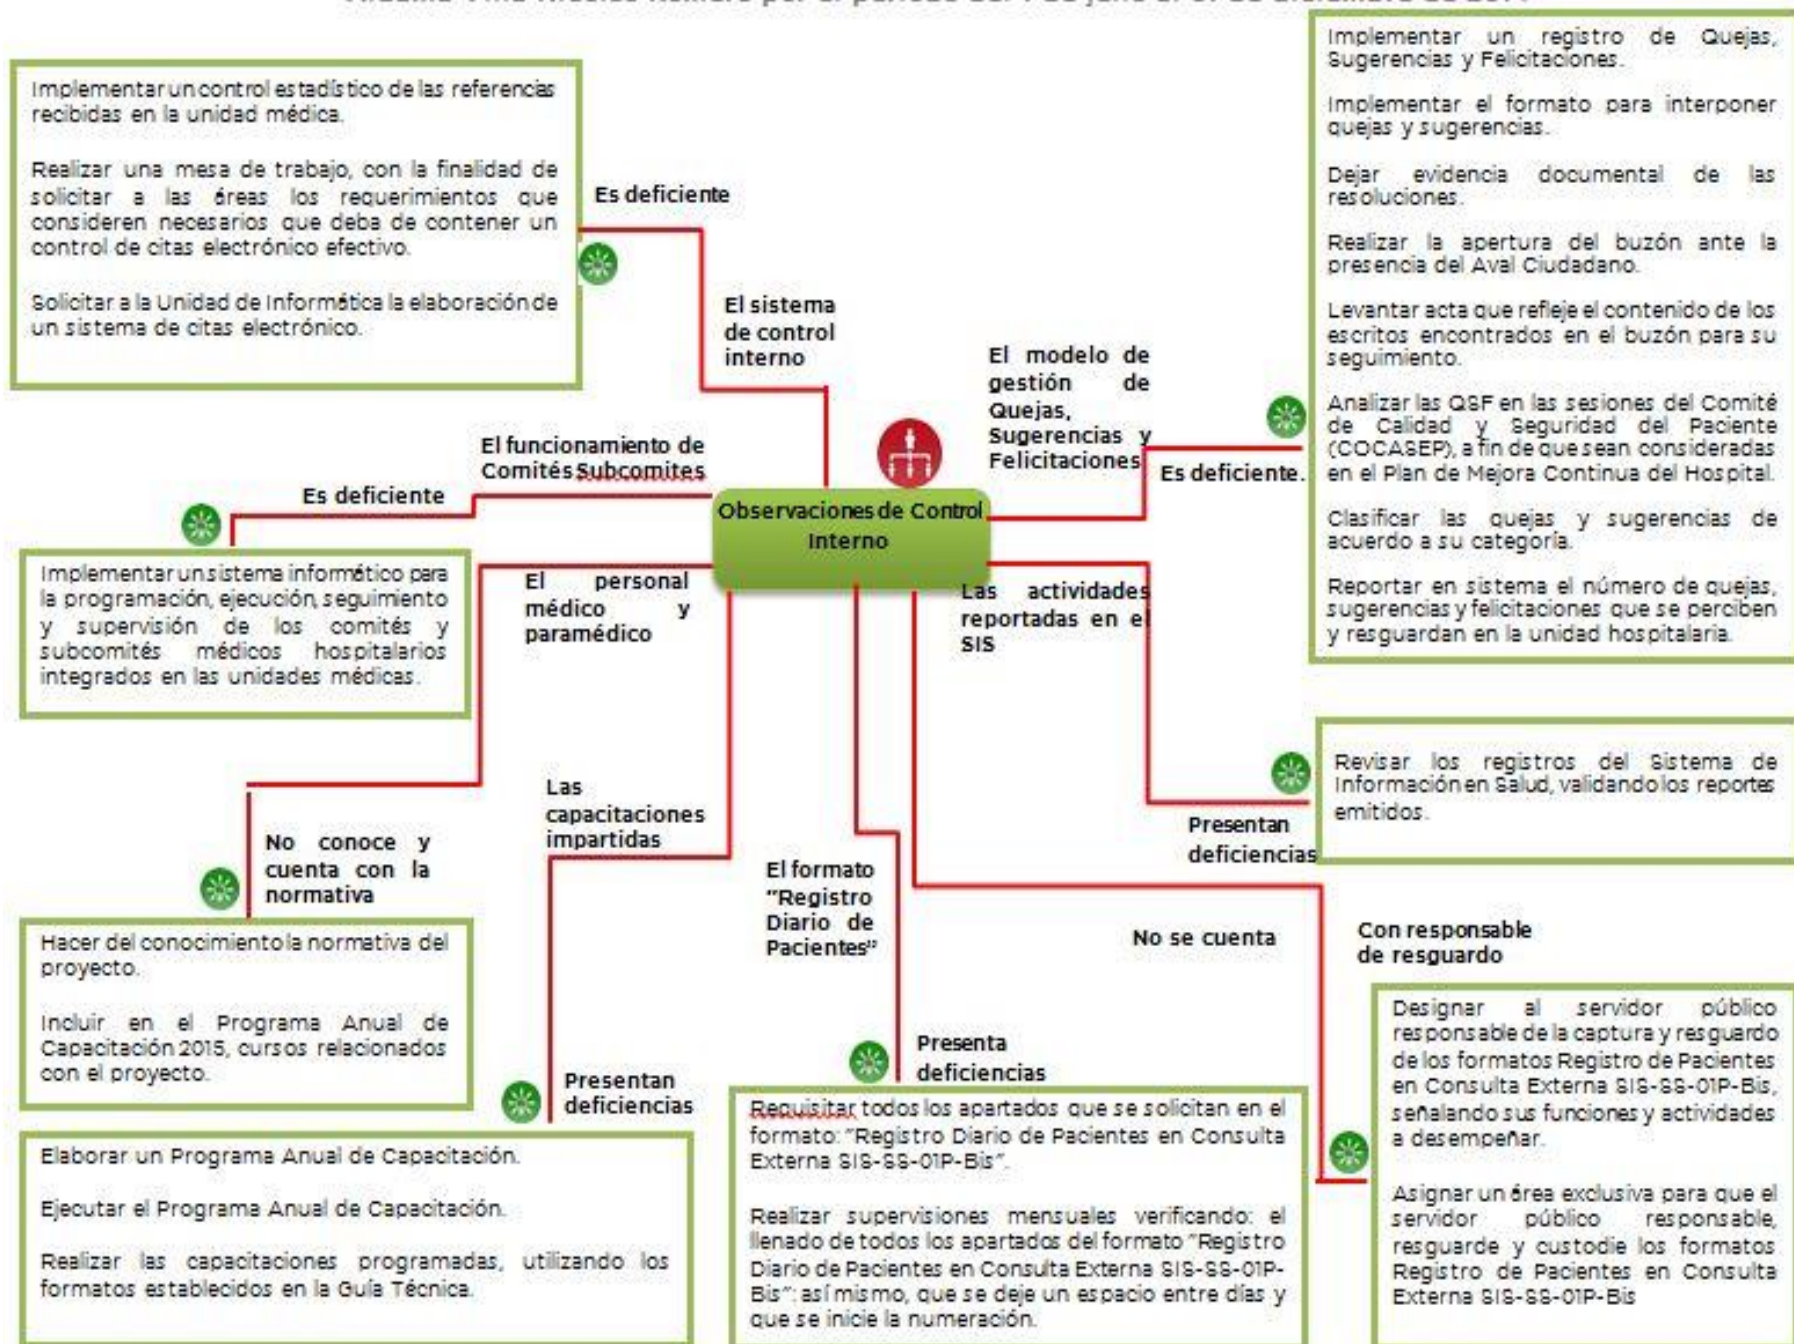 Implementar un control estadístico de las referencias
recibidas en la unidad médica.
Realizar una mesa de trabajo, con la finalidad de
solicitar a las áreas los requerimientos que
consideren necesarios que deba de contener un
control de citas electrónico efectivo.
Solicitar a la Unidad de Informática la elaboración de
un sistema de citas electrónico.
Es deficiente
El sistema
de control
interno
El modelo de
gestión de
Quejas,
Sugerencias y
Felicitaciones
Es deficiente.
Implementar un registro de Quejas,
Sugerencias y Felicitaciones.
Implementar el formato para interponer
quejas y sugerencias.
Dejar evidencia documental de las
resoluciones.
Realizar la apertura del buzón ante la
presencia del Aval Ciudadano.
Levantar acta que refleje el contenido de los
escritos encontrados en el buzón para su
seguimiento.
Analizar las QSF en las sesiones del Comité
de Calidad y Seguridad del Paciente
(COCASEP), a fin de que sean consideradas
en el Plan de Mejora Continua del Hospital.
Clasificar las quejas y sugerencias de
acuerdo a su categoría.
Reportar en sistema el número de quejas,
sugerencias y felicitaciones que se perciben
y resguardan en la unidad hospitalaria.
El funcionamiento de
Comités Subcomites
Es deficiente
Observaciones de Control
Interno
Implementar un sistema informático para
la programación, ejecución, seguimiento
y supervisión de los comités y
subcomités médicos hospitalarios
integrados en las unidades médicas.
El personal
médico y
paramédico
Las actividades
reportadas en el
SIS
Revisar los registros del Sistema de
Información en Salud, validando los reportes
emitidos.
Presentan
deficiencias
Las
capacitaciones
impartidas
No conoce y
cuenta con la
normativa
El formato
"Registro
Diario de
Pacientes"
No se cuenta
Con responsable
de resguardo
Hacer del conocimiento la normativa del
proyecto.
Incluir en el Programa Anual de
Capacitación 2015, cursos relacionados
con el proyecto.
Presentan
deficiencias
Presenta
deficiencias
Designar al servidor público
responsable de la captura y resguardo
de los formatos Registro de Pacientes
en Consulta Externa SIS-SS-01P-Bis,
señalando sus funciones y actividades
a desempeñar.
Asignar un área exclusiva para que el
servidor público responsable,
resguarde y custodie los formatos
Registro de Pacientes en Consulta
Externa SIS-SS-01P-Bis
Elaborar un Programa Anual de Capacitación.
Ejecutar el Programa Anual de Capacitación.
Realizar las capacitaciones programadas, utilizando los
formatos establecidos en la Guía Técnica.
Requisitar todos los apartados que se solicitan en el
formato: "Registro Diario de Pacientes en Consulta
Externa SIS-SS-01P-Bis".
Realizar supervisiones mensuales verificando: el
llenado de todos los apartados del formato "Registro
Diario de Pacientes en Consulta Externa SIS-SS-01P-
Bis": así mismo, que se deje un espacio entre días y
que se inicie la numeración.